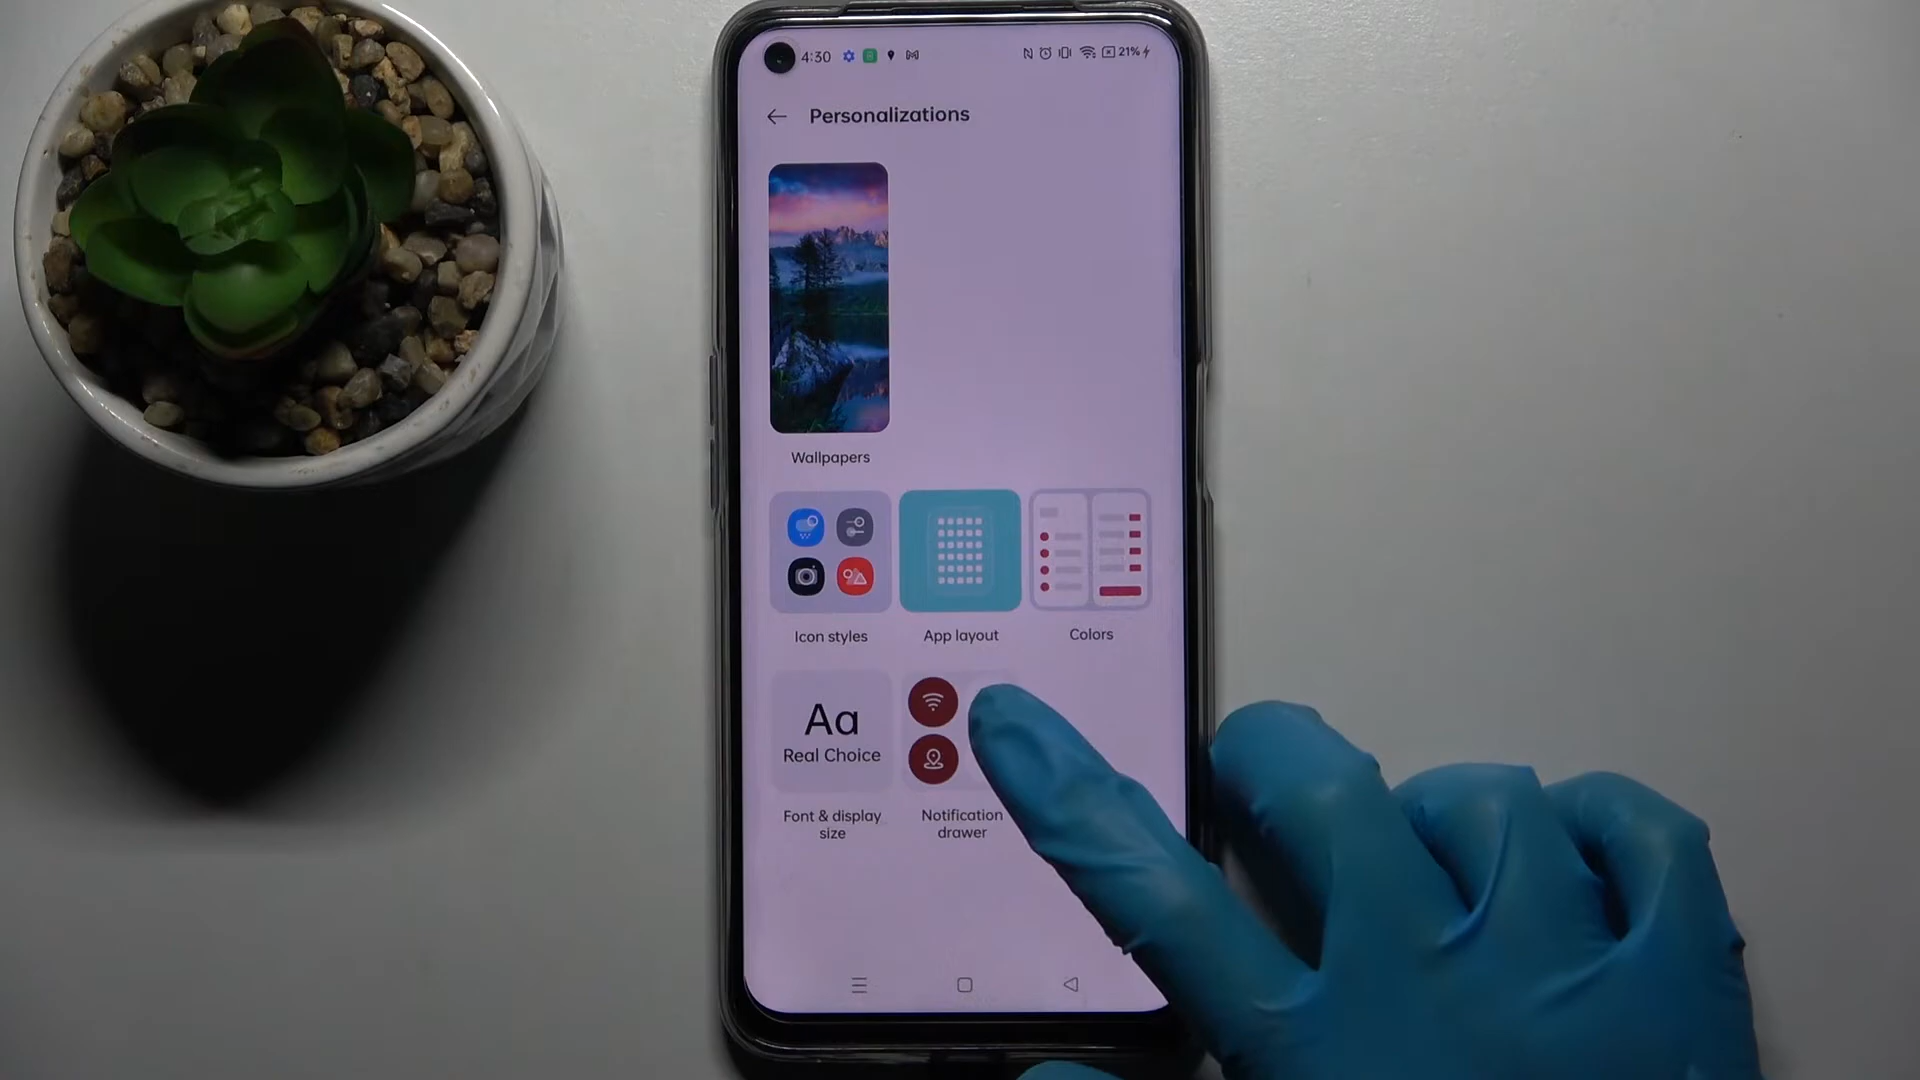 4:30
21%
Personalizations
Wallpapers
Icon styles
App layout
Colors
Aa
Real Choice
Font & display
size
Notification
drawer